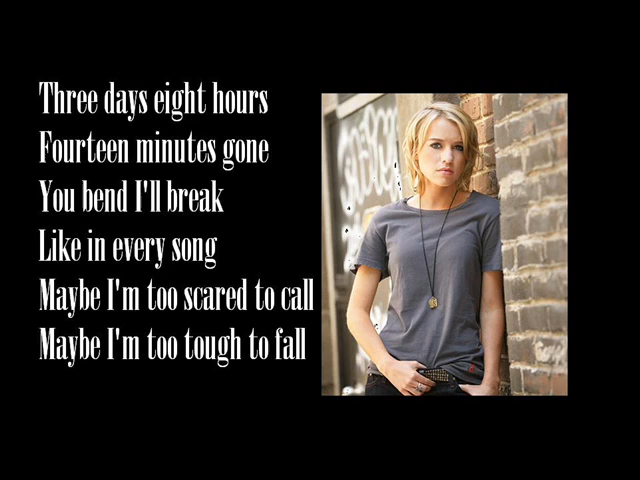 Three days eight hours
Fourteen minutes gone
You bend I'll break
Like in every song
Maybe I'm too scared to call
Maybe I'm too tough to fall